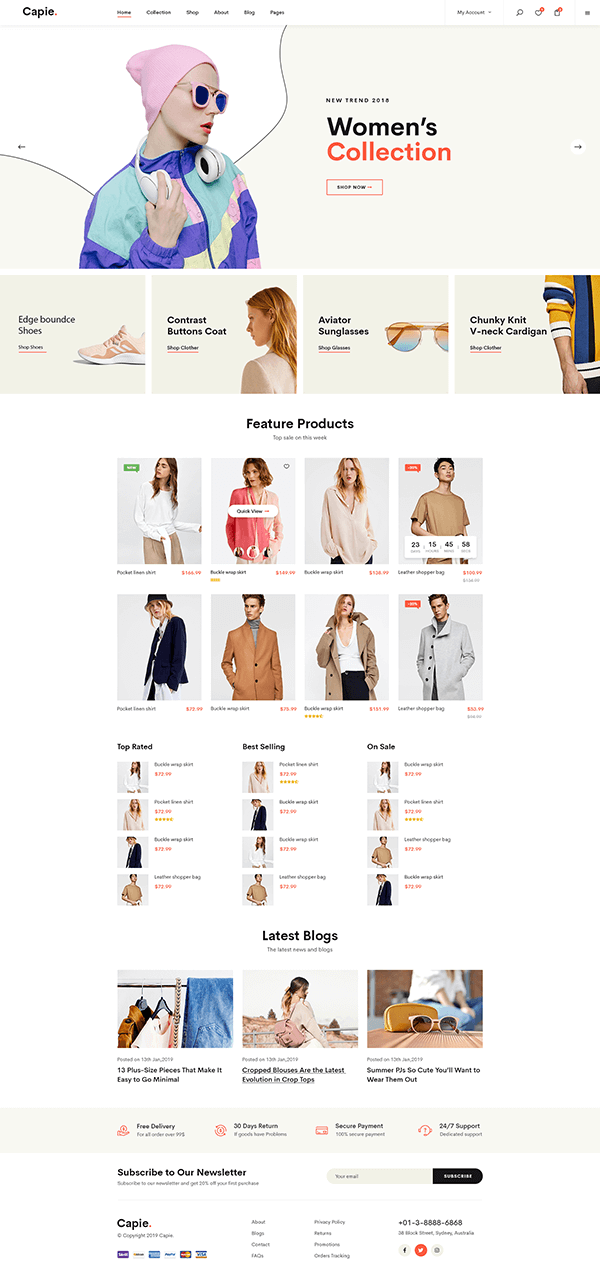 Capie.
Home Collection Shop About Blog Pages
My Account
NEW TREND 2018
Women's
Collection
SHOP NOW
Edge boundce
Shoes
Shop Shoes
Contrast
Buttons Coat
Shop Clother
Aviator
Sunglasses
Shop Glasses
Chunky Knit
V-neck Cardigan
Shop Clother
Feature Products
Top sale on this week
NEW
Quick View
23 15 45 58
DAYS HOURS MINS SECS
Pocket linen shirt $166.99
Buckle wrap skirt $149.99
Buckle wrap skirt
Leather shopper bag
Pocket linen shirt $72.99
Buckle wrap skirt $75.99
Buckle wrap skirt $151.99
Leather shopper bag
Top Rated
Buckle wrap skirt
$72.99
Pocket linen shirt
$72.99
Buckle wrap skirt
$72.99
Leather shopper bag
$72.99
Best Selling
Pocket linen shirt
$72.99
Buckle wrap skirt
$72.99
Buckle wrap skirt
$72.99
Leather shopper bag
$72.99
On Sale
Buckle wrap skirt
$72.99
Pocket linen shirt
$72.99
Leather shopper bag
$72.99
Buckle wrap skirt
$72.99
Latest Blogs
The latest news and blogs
Posted on 13th Jan,2019
13 Plus-Size Pieces That Make It
Easy to Go Minimal
Posted on 13th Jan,2019
Cropped Blouses Are the Latest
Evolution in Crop Tops
Posted on 13th Jan,2019
Summer PJs So Cute You'll Want to
Wear Them Out
Free Delivery
For all order over 99$
30 Days Return
If goods have Problems
Secure Payment
100% secure payment
24/7 Support
Dedicated support
Subscribe to Our Newsletter
Subscribe to our newsletter and get 20% off your first purchase
Your email
SUBSCRIBE
Capie.
© Copyright 2019 Capie.
PayPal
VISA
About
Blogs
Contact
FAQs
Privacy Policy
Returns
Promotions
Orders Tracking
+01-3-8888-6868
38 Block Street, Sydney, Australia